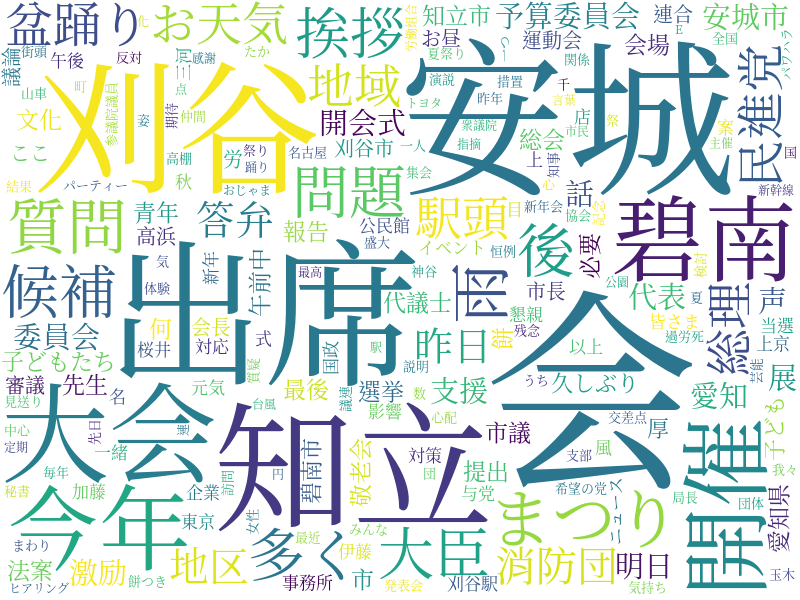 盆踊り
お天気
挨拶
知立市
お昼
予算委員会
連合
安城市
議論
街頭
午後
化
反対
何
感謝
たか
労働組合
夏祭り
運動会
会場
関係
E
全国
パワハラ
山車
町
参議院議員
点
刈谷
地域
演説
措置
千
トヨタ
昨年
安城
言葉
店
市民
案
民進党
文化
姿
期待
仲間
開会式
衆議院
指摘
総会
祭
主催
ここ
高棚
労
祭り
踊り
名古屋
刈谷市
一人
上
知事
国
結果
パーティー
秋
おじゃま
問題
集会
心
話
新幹線
質問
青年
答弁
報告
公民館
盛大
駅頭
イベント
目
新年会
協会
記念
必要
碧南
高浜
恒例
後
検討
候補
気
体験
新年
午前中
出席
最高
神谷
代議士
雨
懇親
残念
市長
公園
代表
夏
皆さま
総理
声
当選
上京
過労死
委員会
何
会長
式
桜井
対応
国政
駅
説明
昨日
餅
以上
子どもたち
審議
先生
元気
質疑
最後
議連
選挙
数
支援
うち
久しぶり
愛知
芸能
展
子ども
見送り
名
台風
影響
心配
大会
会
知立
会
交差点
中心
定期
先日
一緒
碧南市
対策
市議
風
厚
支部
開催
我々
秘書
毎年
加藤
企業
訪問
円
敬老会
団
提出
与党
希望の党
ニュース
局長
団体
愛知県
今年
東京
女性
みんな
まつり
まわり
法案
激励
地区
多く
最近
伊藤
大臣
消防団
明日
玉木
ヒアリング
餅つき
事務所
市
発表会
刈谷駅
気持ち